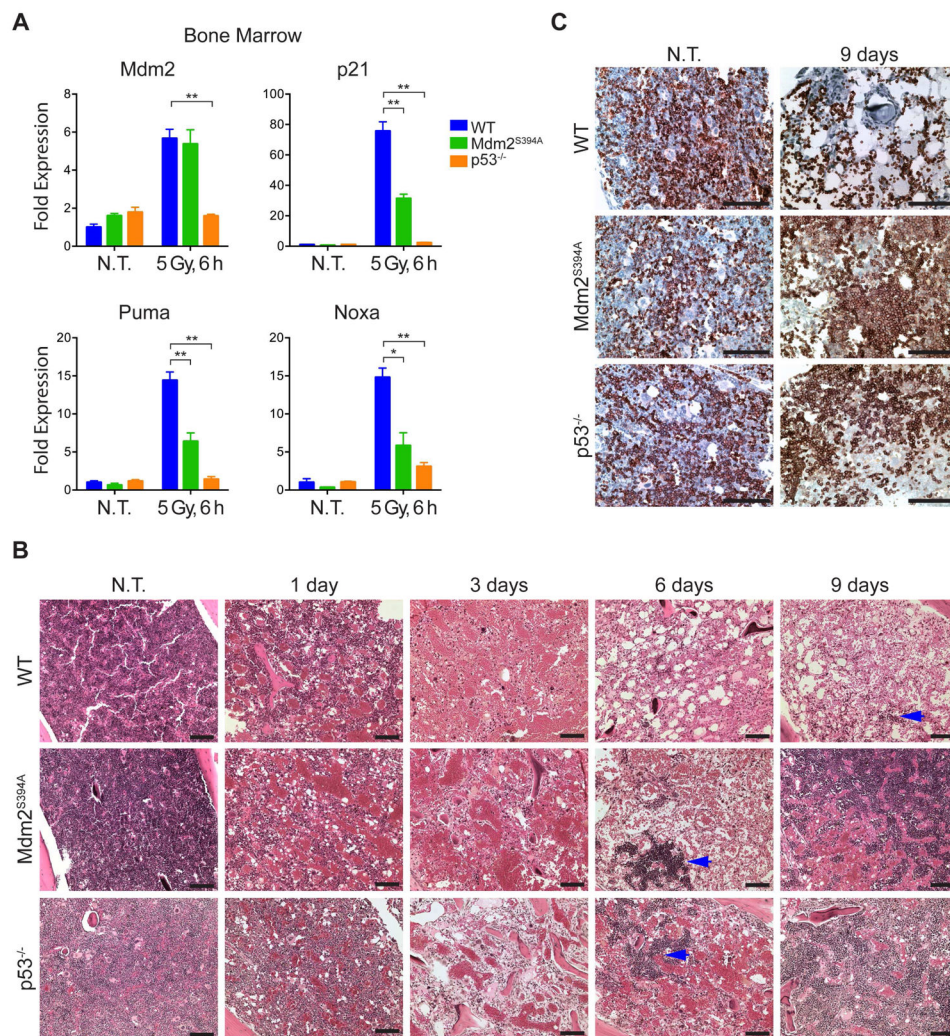 A
Bone Marrow
Mdm2
p21
Fold Expression
8
6
4
2
0
N.T.
5 Gy, 6 h
**
100
80
60
40
20
0
N.T.
5 Gy, 6 h
**
**
WT
Mdm2S394A
p53-/-
Puma
Noxa
Fold Expression
20
15
10
5
0
N.T.
5 Gy, 6 h
**
**
20
15
10
5
0
N.T.
5 Gy, 6 h
**
*
C
N.T.
9 days
WT
Mdm2S394A
p53-/-
B
N.T.
1 day
3 days
6 days
9 days
WT
Mdm2S394A
p53-/-